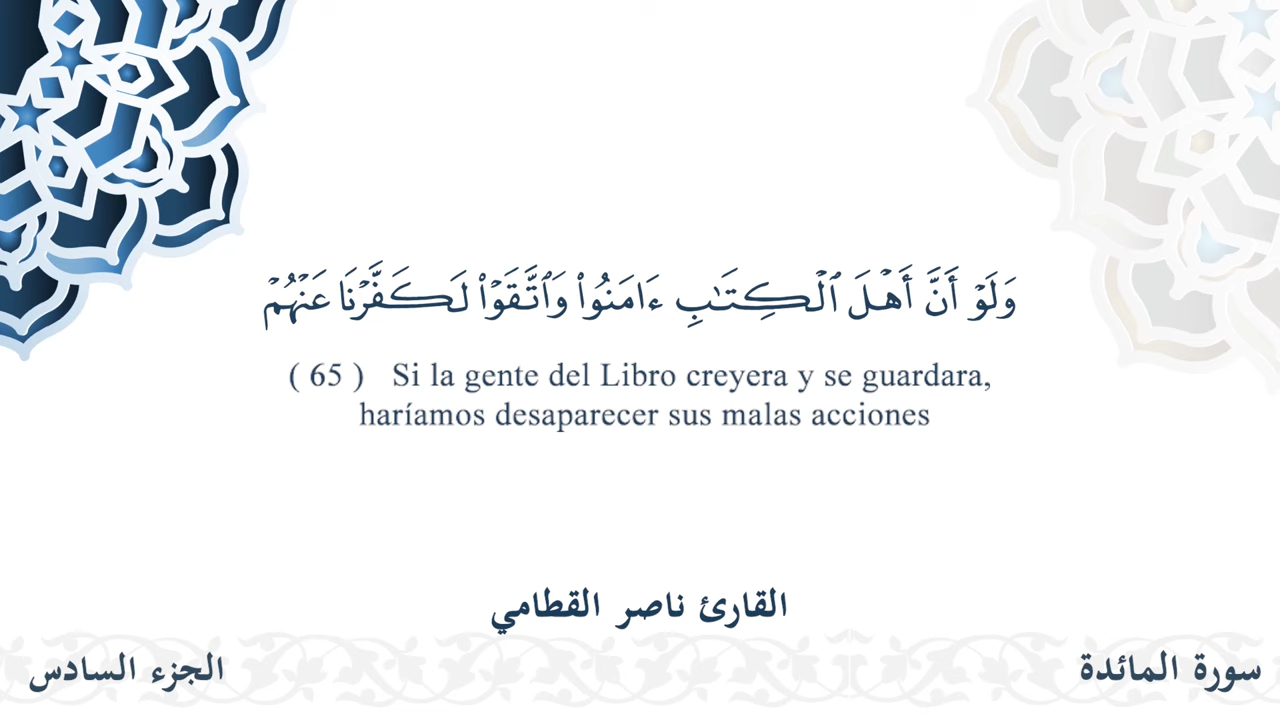 وَلَوۡ أَنَّ أَهۡلَ ٱلۡكِتَٰبِ ءَامَنُواْ وَٱتَّقَوۡاْ لَكَفَّرۡنَا عَنۡهُمۡ
( 65 ) Si la gente del Libro creyera y se guardara,
haríamos desaparecer sus malas acciones
القارئ ناصر القطامي
سورة المائدة
الجزء السادس